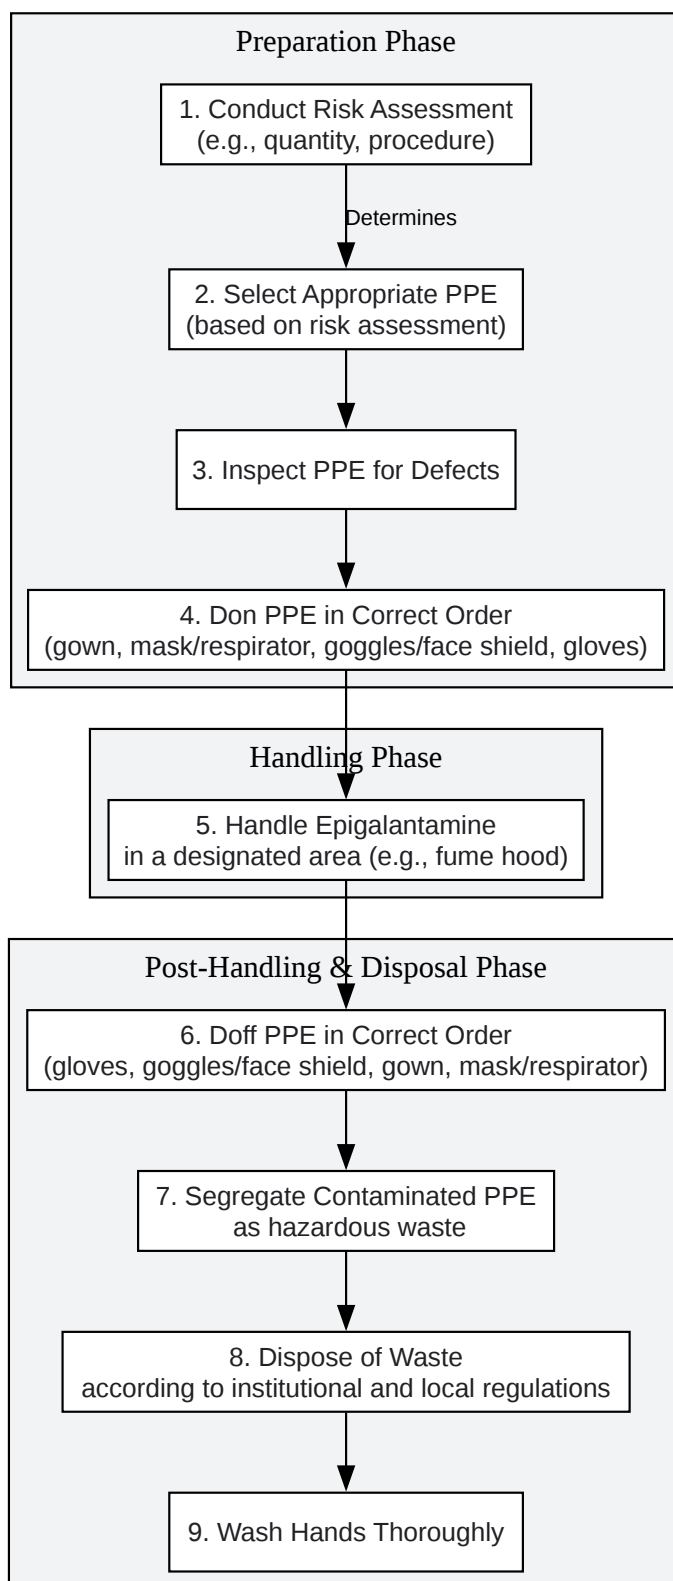 Preparation Phase
1. Conduct Risk Assessment
(e.g., quantity, procedure)
Determines
2. Select Appropriate PPE
(based on risk assessment)
3. Inspect PPE for Defects
4. Don PPE in Correct Order
(gown, mask/respirator, goggles/face shield, gloves)
Handling Phase
5. Handle Epigalantamine
in a designated area (e.g., fume hood)
Post-Handling & Disposal Phase
6. Doff PPE in Correct Order
(gloves, goggles/face shield, gown, mask/respirator)
7. Segregate Contaminated PPE
as hazardous waste
8. Dispose of Waste
according to institutional and local regulations
9. Wash Hands Thoroughly